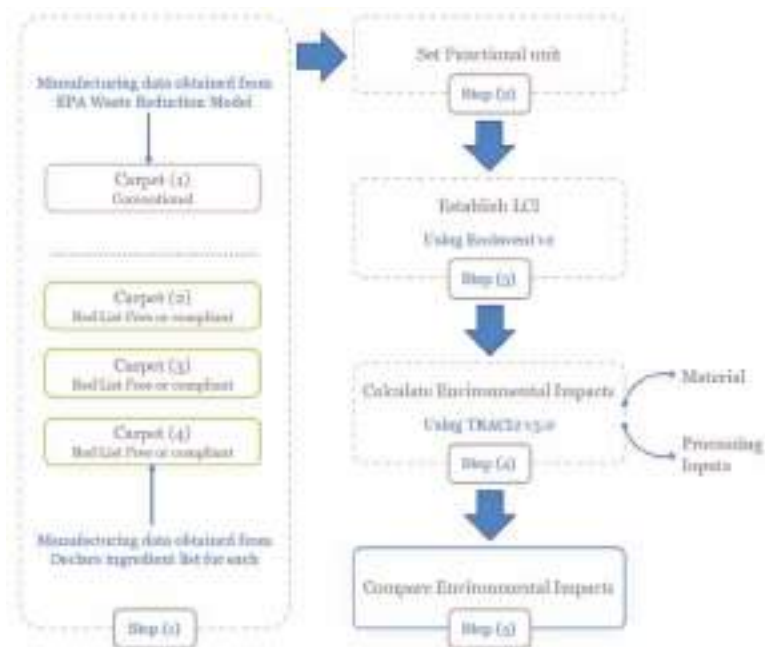 Manufacturing data obtained from
EPA Waste Reduction Model
Carpet (1)
Conventional
Carpet (2)
Red List Free or compliant
Carpet (3)
Red List Free or compliant
Carpet (4)
Red List Free or compliant
Manufacturing data obtained from
Declare ingredient list for each
Step (1)
Set Functional unit
Step (2)
Establish LCI
Using Ecoinvent
Step (3)
Calculate Environmental Impacts
Using
Step (4)
Material
Processing
Inputs
Compare Environmental Impacts
Step (5)